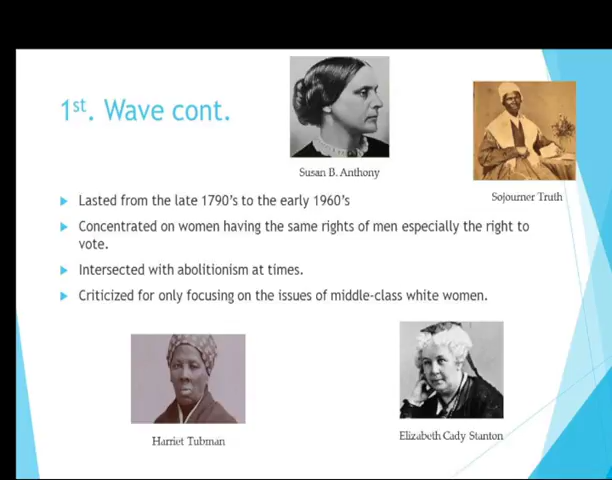 1st. Wave cont.
Susan B. Anthony
Sojourner Truth
Lasted from the late 1790's to the early 1960's
Concentrated on women having the same rights of men especially the right to
vote.
Intersected with abolitionism at times.
Criticized for only focusing on the issues of middle-class white women.
Harriet Tubman
Elizabeth Cady Stanton